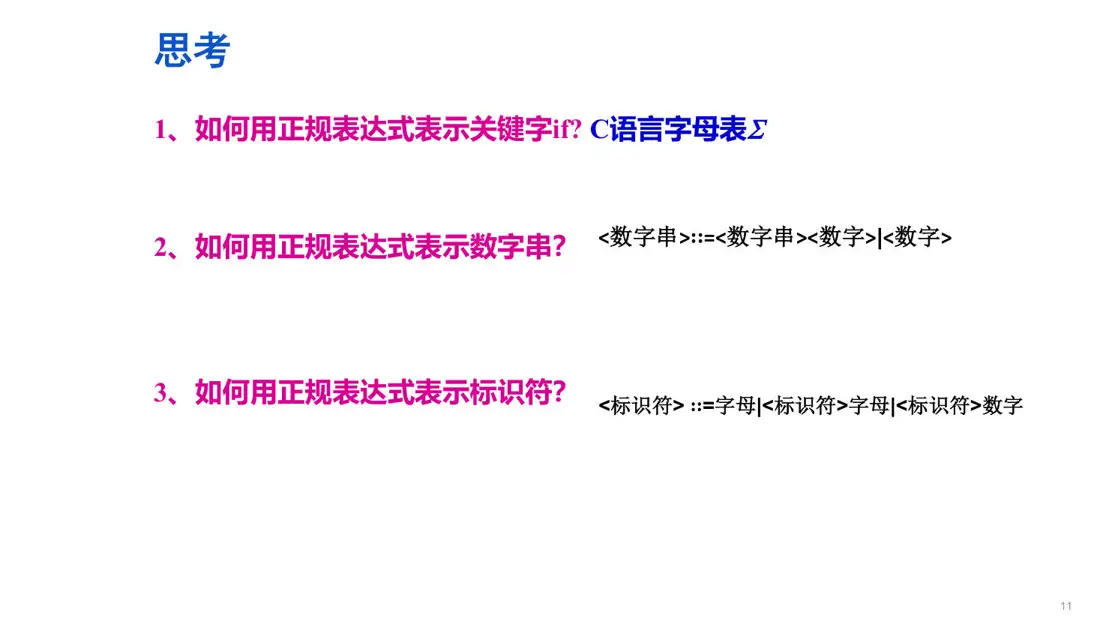 思考
1、如何用正规表达式表示关键字if? C语言字母表Σ
2、如何用正规表达式表示数字串？ <数字串>::=<数字串><数字>|<数字>
3、如何用正规表达式表示标识符？ <标识符> ::=字母|<标识符>字母|<标识符>数字
11